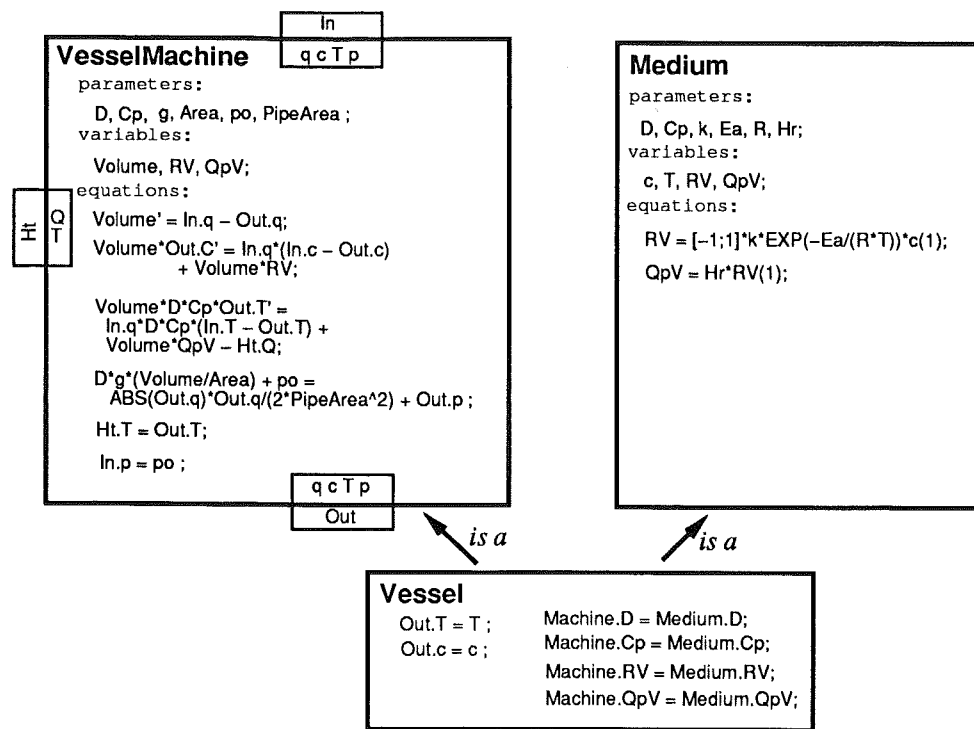 In
q c T p
VesselMachine
parameters:
D, Cp, g, Area, po, PipeArea ;
variables:
Volume, RV, QpV;
equations:
Volume' = In.q – Out.q;
Volume*Out.C' = In.q*(In.c – Out.c)
+ Volume*RV;
Volume*D*Cp*Out.T' =
In.q*D*Cp*(In.T – Out.T) +
Volume*QpV – Ht.Q;
D*g*(Volume/Area) + po =
ABS(Out.q)*Out.q/(2*PipeArea^2) + Out.p ;
Ht.T = Out.T;
In.p = po ;
Ht
Q
T
q c T p
Out
Medium
parameters:
D, Cp, k, Ea, R, Hr;
variables:
c, T, RV, QpV;
equations:
RV = [–1;1]*k*EXP(–Ea/(R*T))*c(1);
QpV = Hr*RV(1);
is a
is a
Vessel
Out.T = T ;
Out.c = c ;
Machine.D = Medium.D;
Machine.Cp = Medium.Cp;
Machine.RV = Medium.RV;
Machine.QpV = Medium.QpV;